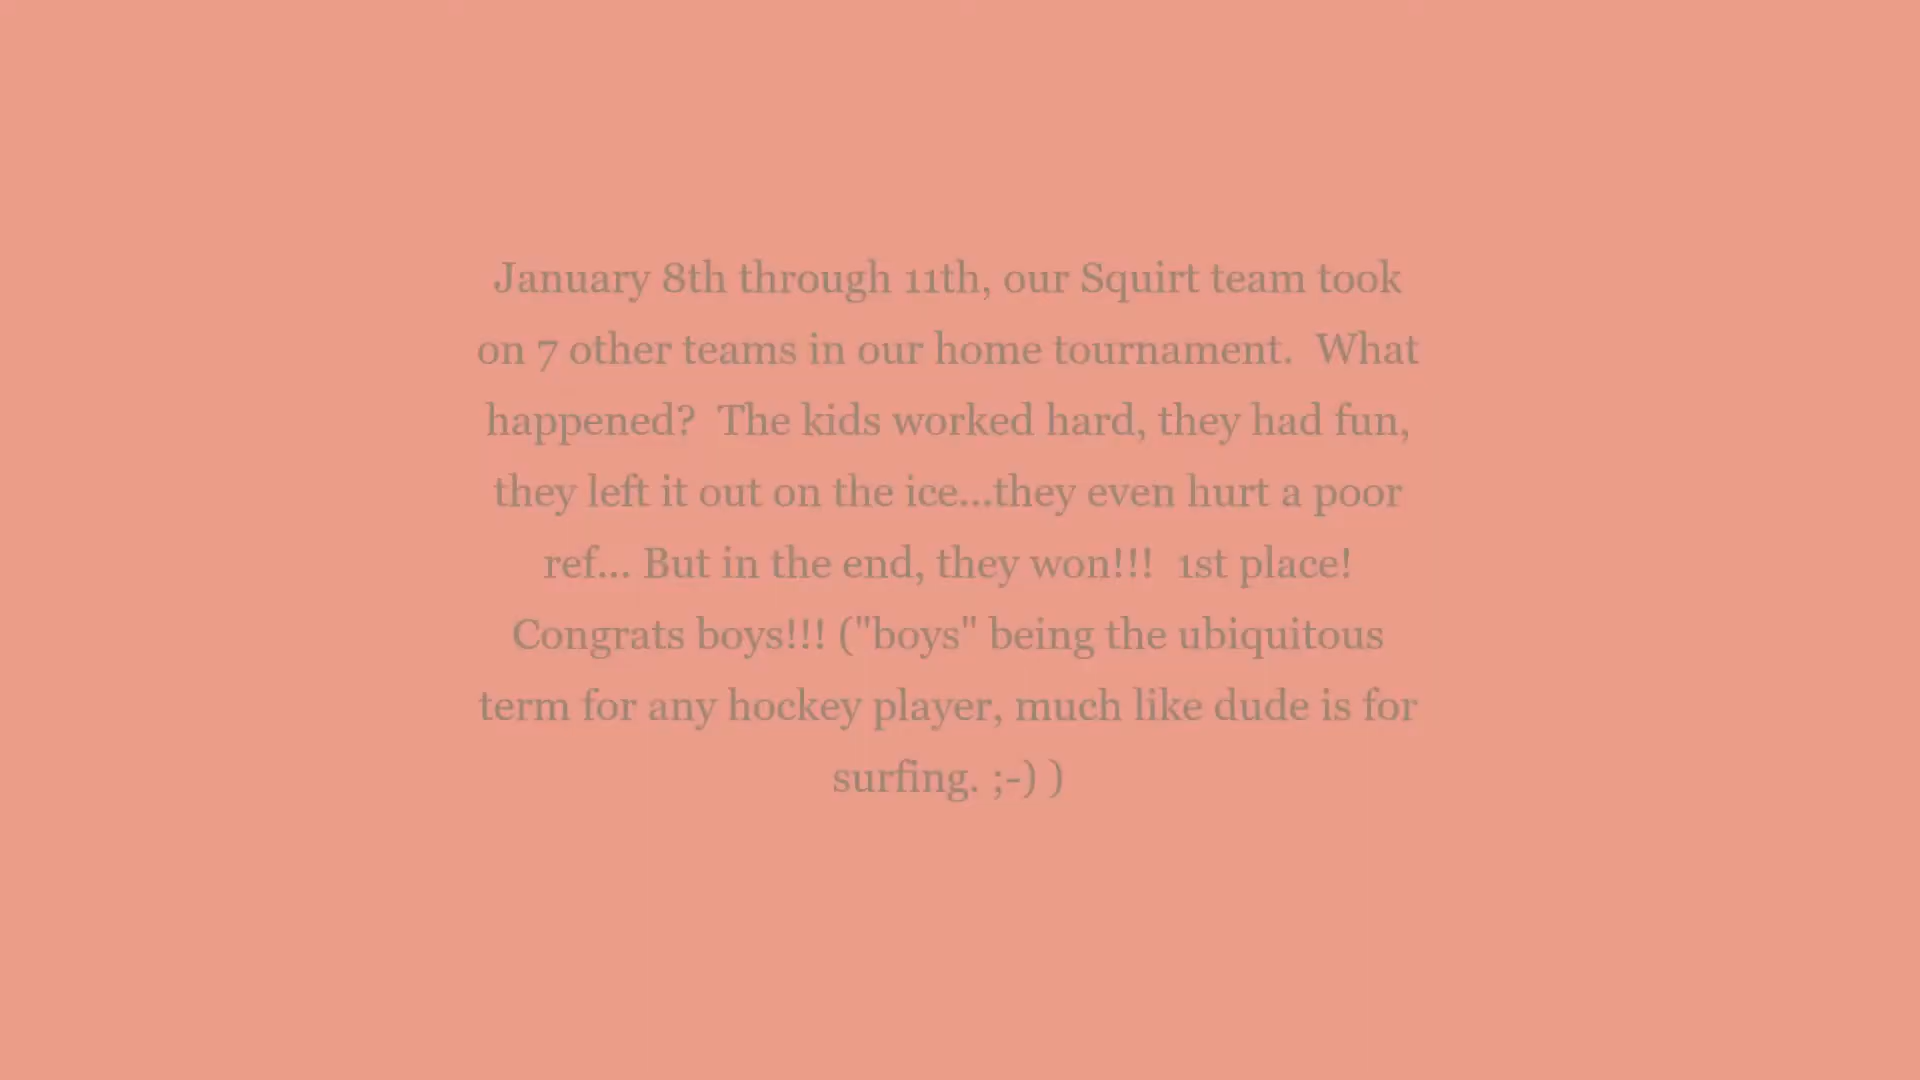 January 8th through 11th, our Squirt team took
on 7 other teams in our home tournament.  What
happened?  The kids worked hard, they had fun,
they left it out on the ice...they even hurt a poor
ref... But in the end, they won!!!  1st place!
Congrats boys!!! ("boys" being the ubiquitous
term for any hockey player, much like dude is for
surfing. ;-) )